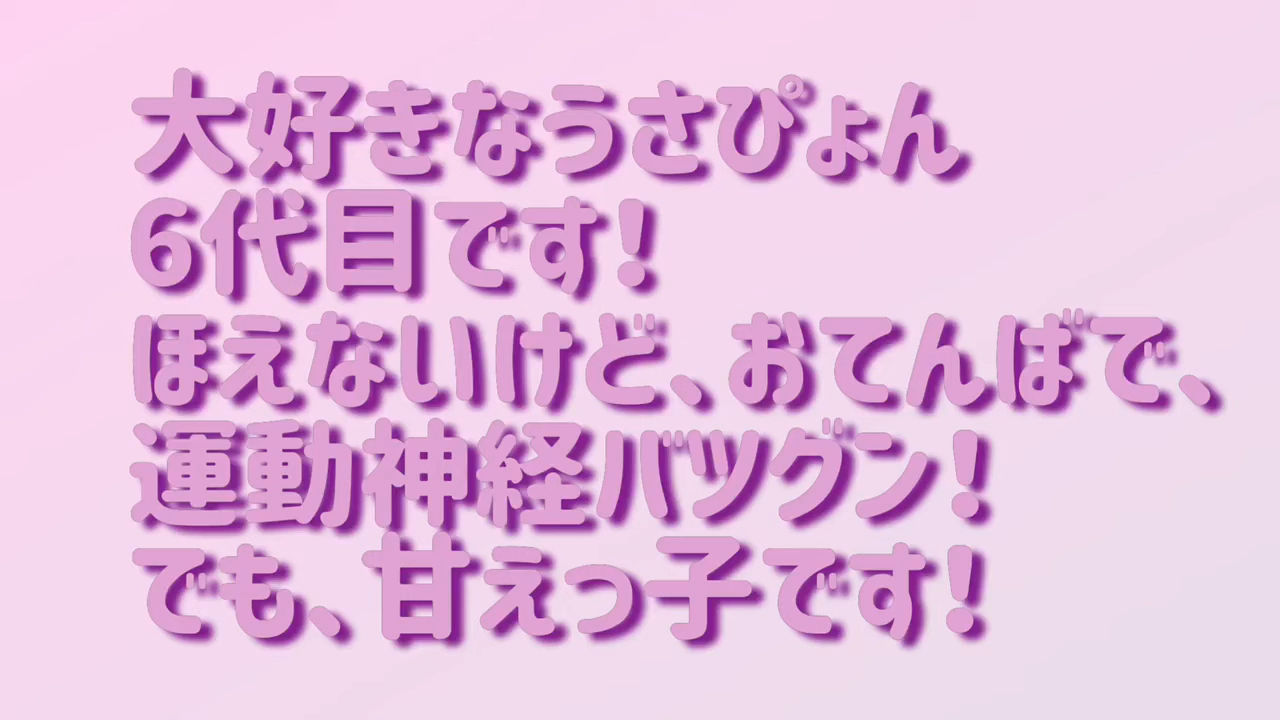 大好きなうさぴょん
6代目です!
ほえないけど、おてんばで、
運動神経バツグン!
でも、甘えっ子です!